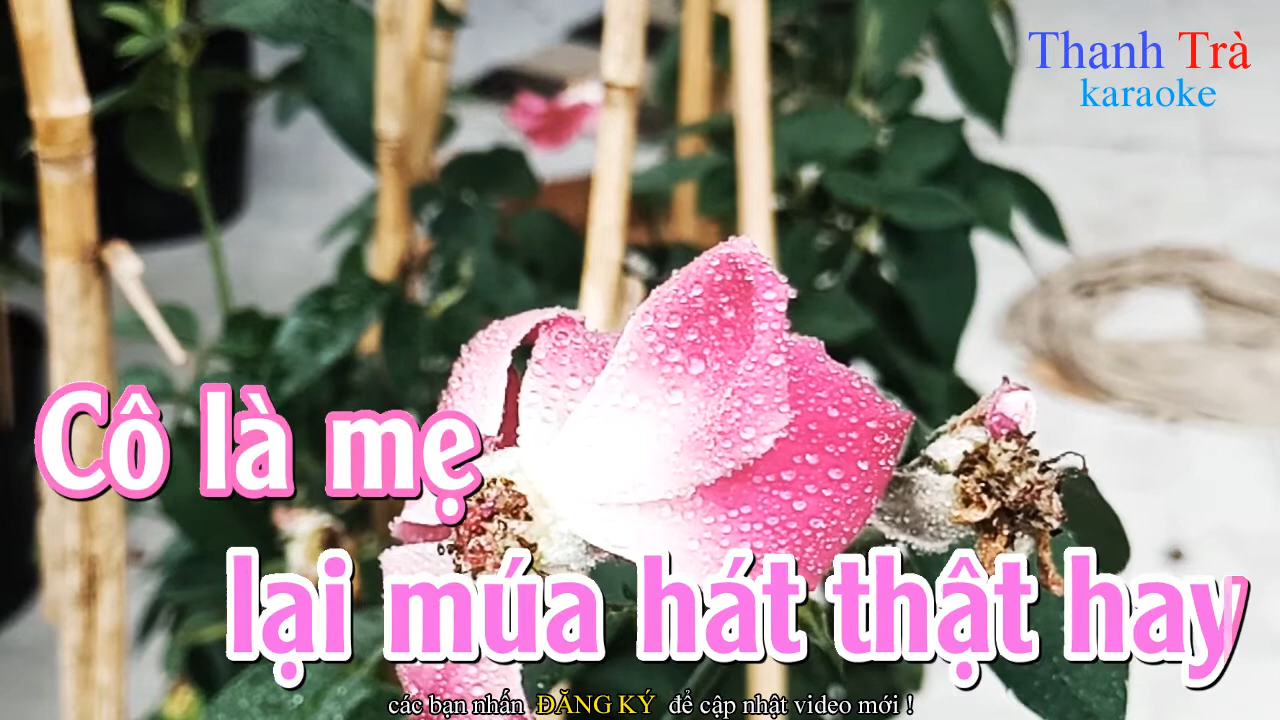 Thanh Trà
karaoke
Cô là mẹ
lại múa hát thật hay
các bạn nhấn ĐĂNG KÝ để cập nhật video mới !